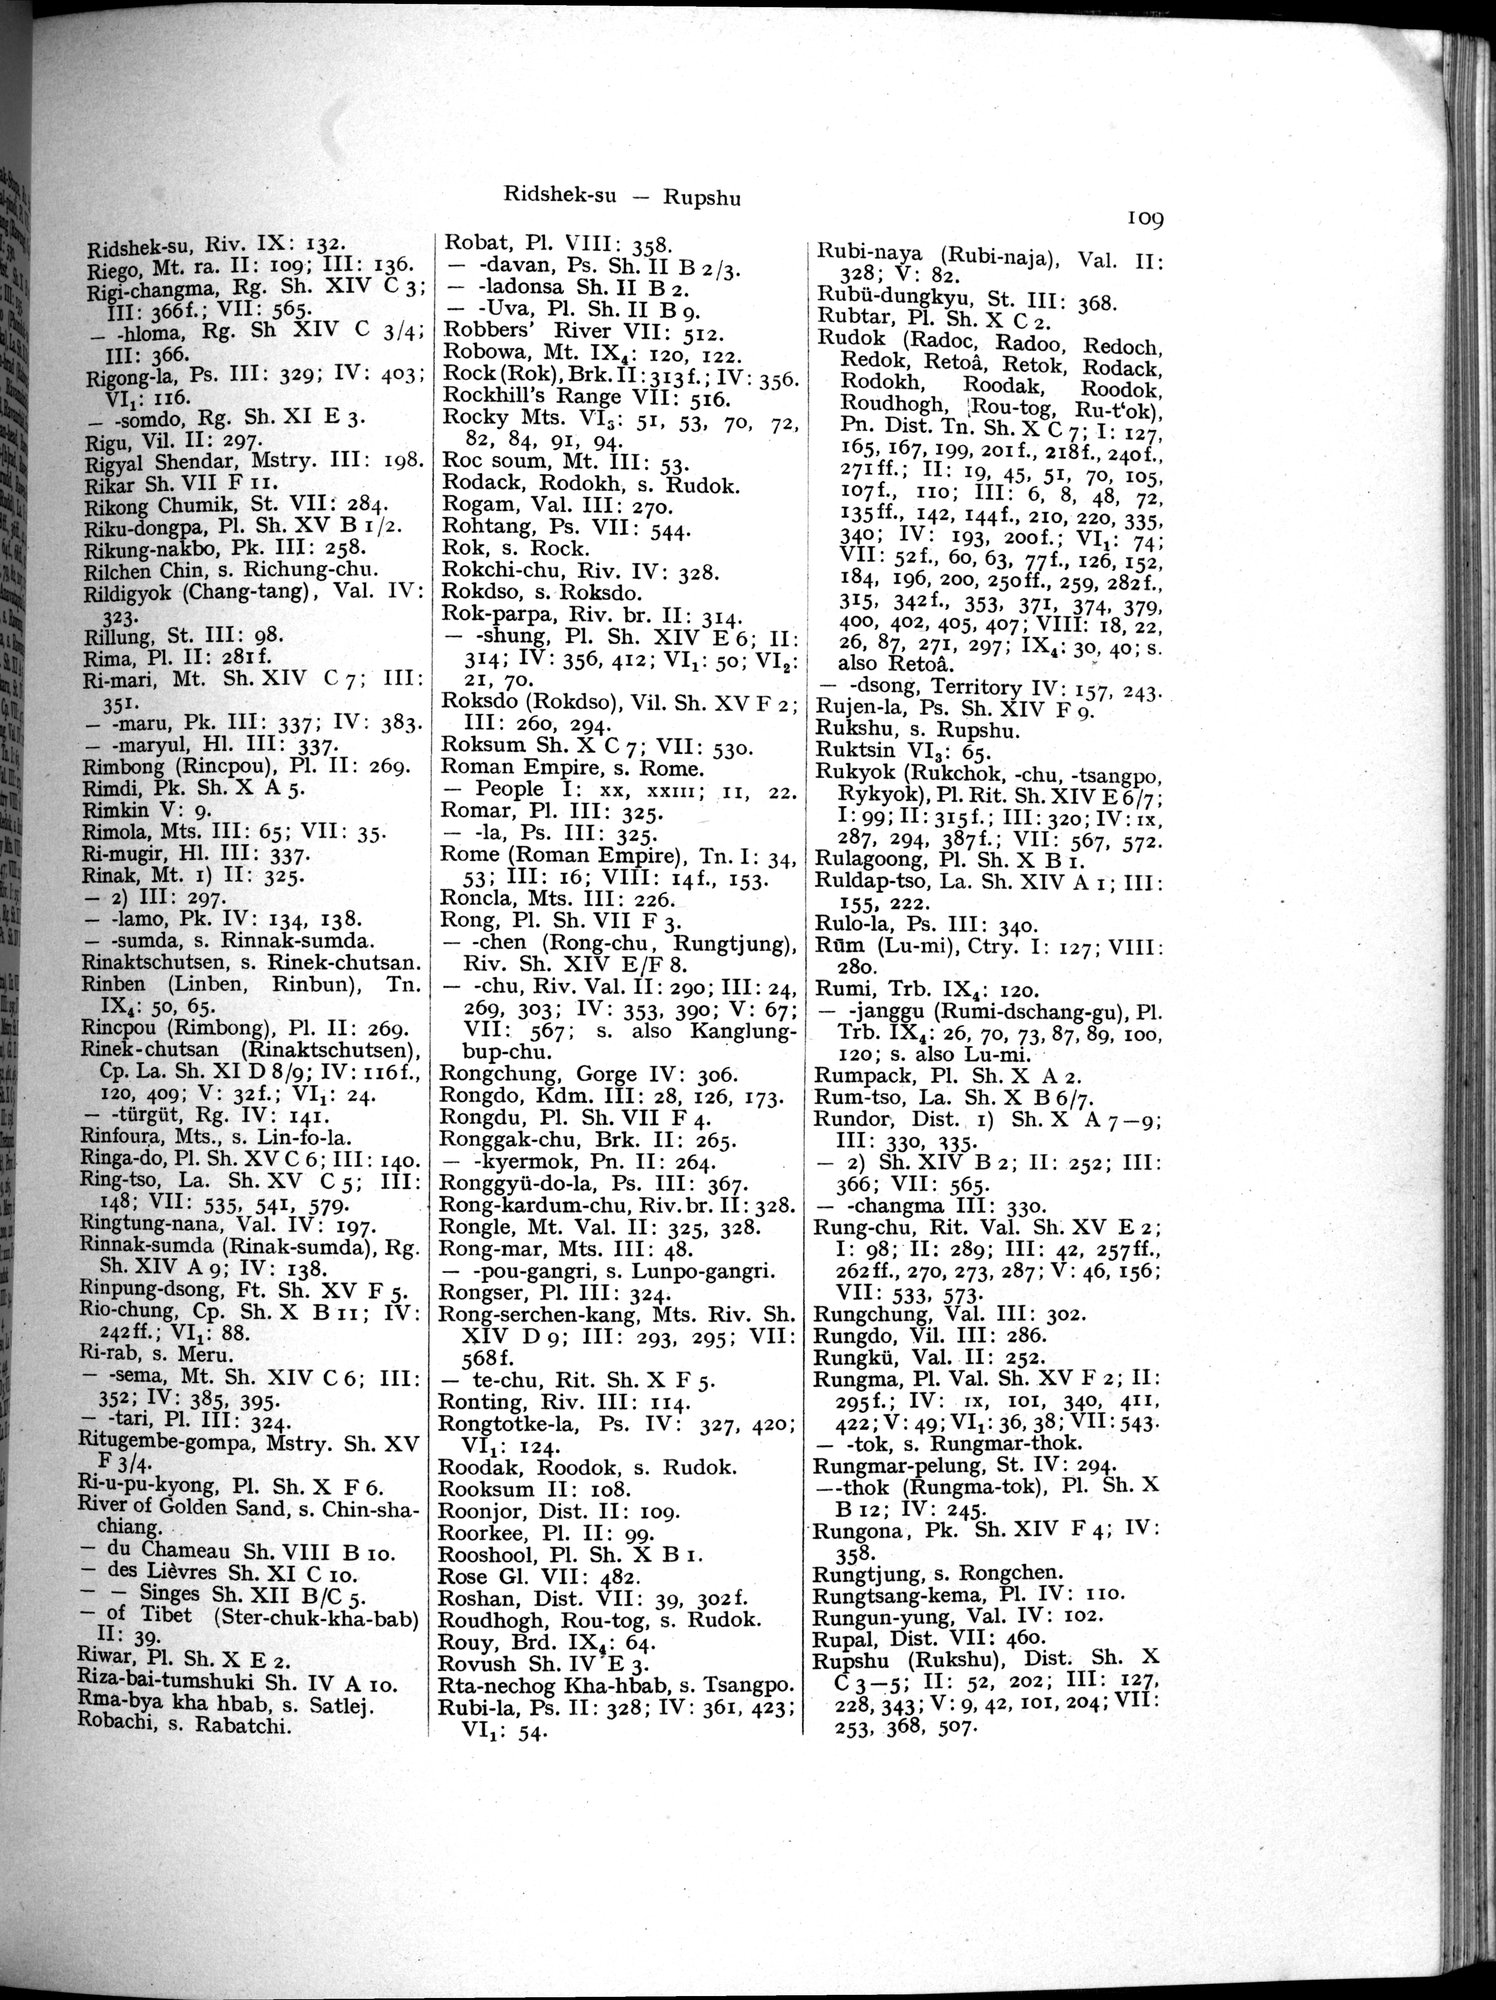 Ridshek-su — Rupshu
109
Ridshek-su, Riv. IX: 132.
Riego, Mt. ra. II: 109; III: 136.
Rigi-changma, Rg. Sh. XIV C 3;
III: 366f.; VII: 565.
— -hloma, Rg. Sh XIV C 3/4;
III: 366.
Rigong-la, Ps. III: 329; IV: 403;
VI₁: 116.
— -somdo, Rg. Sh. XI E 3.
Rigu, Vil. II: 297.
Rigyal Shendar, Mstry. III: 198.
Rikar Sh. VII F 11.
Rikong Chumik, St. VII: 284.
Riku-dongpa, Pl. Sh. XV B 1/2.
Rikung-nakbo, Pk. III: 258.
Rilchen Chin, s. Richung-chu.
Rildigyok (Chang-tang), Val. IV:
323.
Rillung, St. III: 98.
Rima, Pl. II: 281f.
Ri-mari, Mt. Sh. XIV C 7; III:
351.
— -maru, Pk. III: 337; IV: 383.
— -maryul, Hl. III: 337.
Rimbong (Rincpou), Pl. II: 269.
Rimdi, Pk. Sh. X A 5.
Rimkin V: 9.
Rimola, Mts. III: 65; VII: 35.
Ri-mugir, Hl. III: 337.
Rinak, Mt. 1) II: 325.
— 2) III: 297.
— -lamo, Pk. IV: 134, 138.
— -sumda, s. Rinnak-sumda.
Rinaktschutsen, s. Rinek-chutsan.
Rinben (Linben, Rinbun), Tn.
IX₄: 50, 65.
Rincpou (Rimbong), Pl. II: 269.
Rinek-chutsan (Rinaktschutsen),
Cp. La. Sh. XI D 8/9; IV: 116f.,
120, 409; V: 32f.; VI₁: 24.
— -türgüt, Rg. IV: 141.
Rinfoura, Mts., s. Lin-fo-la.
Ringa-do, Pl. Sh. XV C 6; III: 140.
Ring-tso, La. Sh. XV C 5; III:
148; VII: 535, 541, 579.
Ringtung-nana, Val. IV: 197.
Rinnak-sumda (Rinak-sumda), Rg.
Sh. XIV A 9; IV: 138.
Rinpung-dsong, Ft. Sh. XV F 5.
Rio-chung, Cp. Sh. X B 11; IV:
242ff.; VI₁: 88.
Ri-rab, s. Meru.
— -sema, Mt. Sh. XIV C 6; III:
352; IV: 385, 395.
— -tari, Pl. III: 324.
Ritugembe-gompa, Mstry. Sh. XV
F 3/4.
Ri-u-pu-kyong, Pl. Sh. X F 6.
River of Golden Sand, s. Chin-sha-
chiang.
— du Chameau Sh. VIII B 10.
— des Lièvres Sh. XI C 10.
— — Singes Sh. XII B/C 5.
— of Tibet (Ster-chuk-kha-bab)
II: 39.
Riwar, Pl. Sh. X E 2.
Riza-bai-tumshuki Sh. IV A 10.
Rma-bya kha hbab, s. Satlej.
Robachi, s. Rabatchi.
Robat, Pl. VIII: 358.
— -davan, Ps. Sh. II B 2/3.
— -ladonsa Sh. II B 2.
— -Uva, Pl. Sh. II B 9.
Robbers' River VII: 512.
Robowa, Mt. IX₄: 120, 122.
Rock (Rok), Brk. II: 313f.; IV: 356.
Rockhill's Range VII: 516.
Rocky Mts. VI₃: 51, 53, 70, 72,
82, 84, 91, 94.
Roc soum, Mt. III: 53.
Rodack, Rodokh, s. Rudok.
Rogam, Val. III: 270.
Rohtang, Ps. VII: 544.
Rok, s. Rock.
Rokchi-chu, Riv. IV: 328.
Rokdso, s. Roksdo.
Rok-parpa, Riv. br. II: 314.
— -shung, Pl. Sh. XIV E 6; II:
314; IV: 356, 412; VI₁: 50; VI₂:
21, 70.
Roksdo (Rokdso), Vil. Sh. XV F 2;
III: 260, 294.
Roksum Sh. X C 7; VII: 530.
Roman Empire, s. Rome.
— People I: xx, xxiii; II, 22.
Romar, Pl. III: 325.
— -la, Ps. III: 325.
Rome (Roman Empire), Tn. I: 34,
53; III: 16; VIII: 14f., 153.
Roncla, Mts. III: 226.
Rong, Pl. Sh. VII F 3.
— -chen (Rong-chu, Rungtjung),
Riv. Sh. XIV E/F 8.
— -chu, Riv. Val. II: 290; III: 24,
269, 303; IV: 353, 390; V: 67;
VII: 567; s. also Kanglung-
bup-chu.
Rongchung, Gorge IV: 306.
Rongdo, Kdm. III: 28, 126, 173.
Rongdu, Pl. Sh. VII F 4.
Ronggak-chu, Brk. II: 265.
— -kyermok, Pn. II: 264.
Ronggyü-do-la, Ps. III: 367.
Rong-kardum-chu, Riv. br. II: 328.
Rongle, Mt. Val. II: 325, 328.
Rong-mar, Mts. III: 48.
— -pou-gangri, s. Lunpo-gangri.
Rongser, Pl. III: 324.
Rong-serchen-kang, Mts. Riv. Sh.
XIV D 9; III: 293, 295; VII:
568f.
— te-chu, Rit. Sh. X F 5.
Ronting, Riv. III: 114.
Rongtotke-la, Ps. IV: 327, 420;
VI₁: 124.
Roodak, Roodok, s. Rudok.
Rooksum II: 108.
Roonjor, Dist. II: 109.
Roorkee, Pl. II: 99.
Rooshool, Pl. Sh. X B 1.
Rose Gl. VII: 482.
Roshan, Dist. VII: 39, 302f.
Roudhogh, Rou-tog, s. Rudok.
Rouy, Brd. IX₄: 64.
Rovush Sh. IV E 3.
Rta-nechog Kha-hbab, s. Tsangpo.
Rubi-la, Ps. II: 328; IV: 361, 423;
VI₁: 54.
Rubi-naya (Rubi-naja), Val. II:
328; V: 82.
Rubü-dungkyu, St. III: 368.
Rubtar, Pl. Sh. X C 2.
Rudok (Radoc, Radoo, Redoch,
Redok, Retoâ, Retok, Rodack,
Rodokh, Roodak, Roodok,
Roudhogh, Rou-tog, Ru-t‘ok),
Pn. Dist. Tn. Sh. X C 7; I: 127,
165, 167, 199, 201f., 218f., 240f.,
271ff.; II: 19, 45, 51, 70, 105,
107f., 110; III: 6, 8, 48, 72,
135ff., 142, 144f., 210, 220, 335,
340; IV: 193, 200f.; VI₁: 74;
VII: 52f., 60, 63, 77f., 126, 152,
184, 196, 200, 250ff., 259, 282f.,
315, 342f., 353, 371, 374, 379,
400, 402, 405, 407; VIII: 18, 22,
26, 87, 271, 297; IX₄: 30, 40; s.
also Retoâ.
— -dsong, Territory IV: 157, 243.
Rujen-la, Ps. Sh. XIV F 9.
Rukshu, s. Rupshu.
Ruktsin VI₃: 65.
Rukyok (Rukchok, -chu, -tsangpo,
Rykyok), Pl. Rit. Sh. XIV E 6/7;
I: 99; II: 315f.; III: 320; IV: ix,
287, 294, 387f.; VII: 567, 572.
Rulagoong, Pl. Sh. X B 1.
Ruldap-tso, La. Sh. XIV A 1; III:
155, 222.
Rulo-la, Ps. III: 340.
Rūm (Lu-mi), Ctry. I: 127; VIII:
280.
Rumi, Trb. IX₄: 120.
— -janggu (Rumi-dschang-gu), Pl.
Trb. IX₄: 26, 70, 73, 87, 89, 100,
120; s. also Lu-mi.
Rumpack, Pl. Sh. X A 2.
Rum-tso, La. Sh. X B 6/7.
Rundor, Dist. 1) Sh. X A 7—9;
III: 330, 335.
— 2) Sh. XIV B 2; II: 252; III:
366; VII: 565.
— -changma III: 330.
Rung-chu, Rit. Val. Sh. XV E 2;
I: 98; II: 289; III: 42, 257ff.,
262ff., 270, 273, 287; V: 46, 156;
VII: 533, 573.
Rungchung, Val. III: 302.
Rungdo, Vil. III: 286.
Rungkü, Val. II: 252.
Rungma, Pl. Val. Sh. XV F 2; II:
295f.; IV: ix, 101, 340, 411,
422; V: 49; VI₁: 36, 38; VII: 543.
— -tok, s. Rungmar-thok.
Rungmar-pelung, St. IV: 294.
—-thok (Rungma-tok), Pl. Sh. X
B 12; IV: 245.
Rungona, Pk. Sh. XIV F 4; IV:
358.
Rungtjung, s. Rongchen.
Rungtsang-kema, Pl. IV: 110.
Rungun-yung, Val. IV: 102.
Rupal, Dist. VII: 460.
Rupshu (Rukshu), Dist. Sh. X
C 3—5; II: 52, 202; III: 127,
228, 343; V: 9, 42, 101, 204; VII:
253, 368, 507.